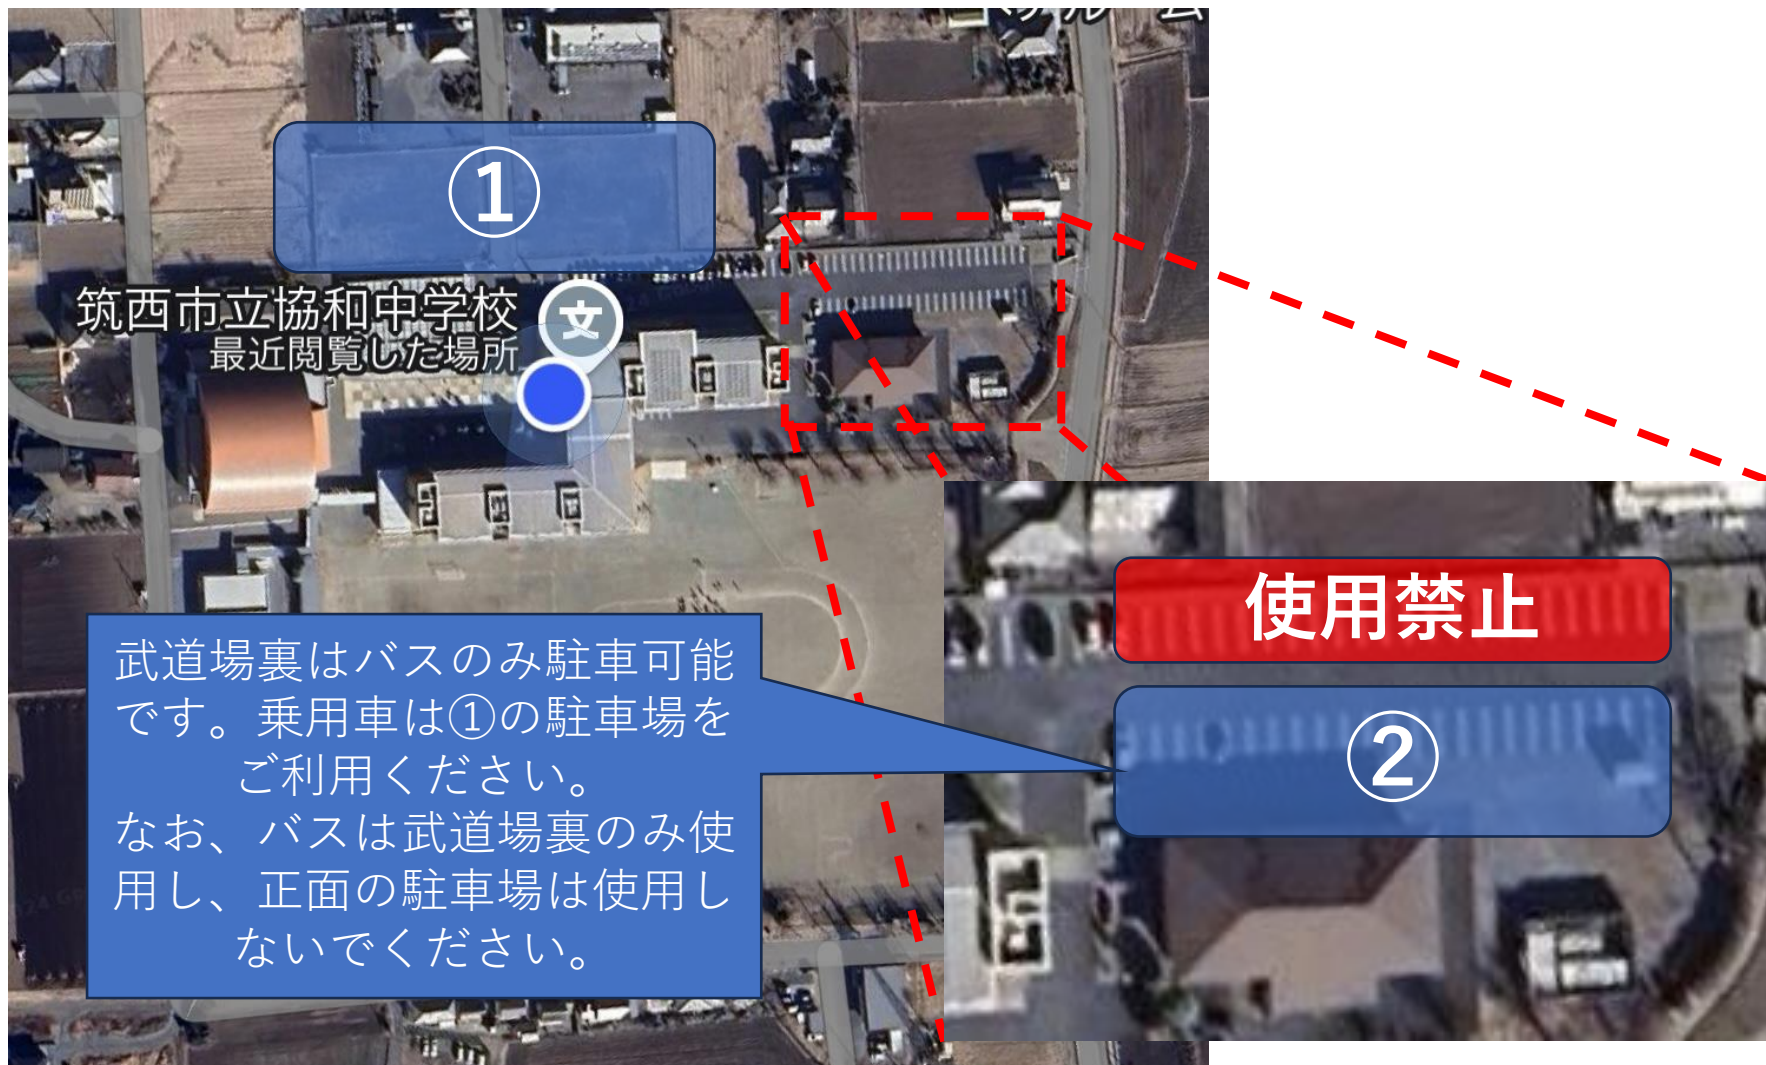 ①
筑西市立協和中学校
最近閲覧した場所
文
使用禁止
②
武道場裏はバスのみ駐車可能
です。乗用車は①の駐車場を
ご利用ください。
なお、バスは武道場裏のみ使
用し、正面の駐車場は使用し
ないでください。